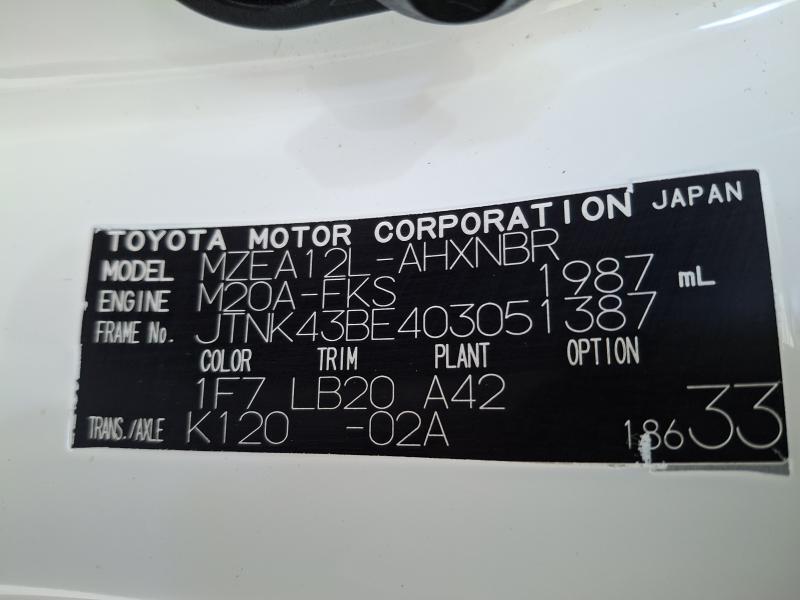 TOYOTA MOTOR CORPORATION JAPAN
MODEL MZEA12L-AHXNBR
ENGINE M20A-FKS 1987 mL
FRAME No. JTNK43BE403051387
COLOR TRIM PLANT OPTION
1F7 LB20 A42
TRANS./AXLE K120 -02A 18633